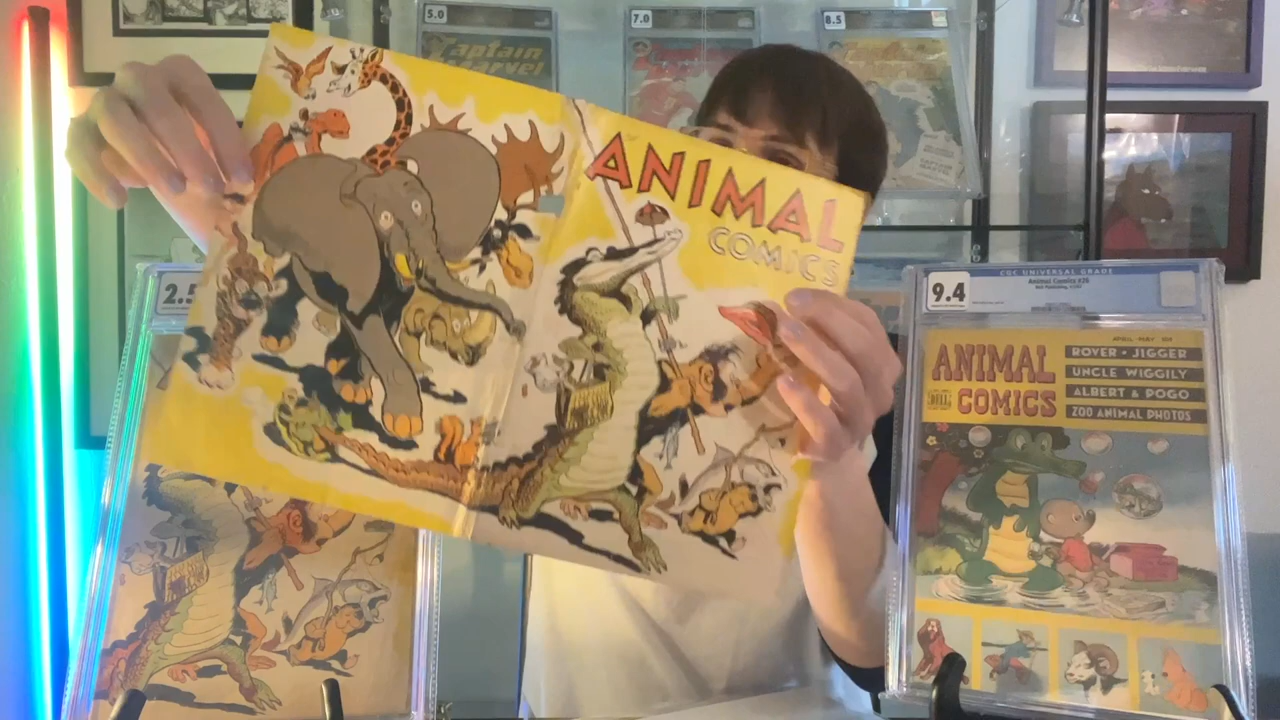 5.0
7.0
8.5
Captain
Marvel
ANIMAL
COMICS
2.5
CGC UNIVERSAL GRADE
9.4
Animal Comics #26
APRIL-MAY
ANIMAL
COMICS
DELL
ROVER • JIGGER
UNCLE WIGGILY
ALBERT & POGO
ZOO ANIMAL PHOTOS